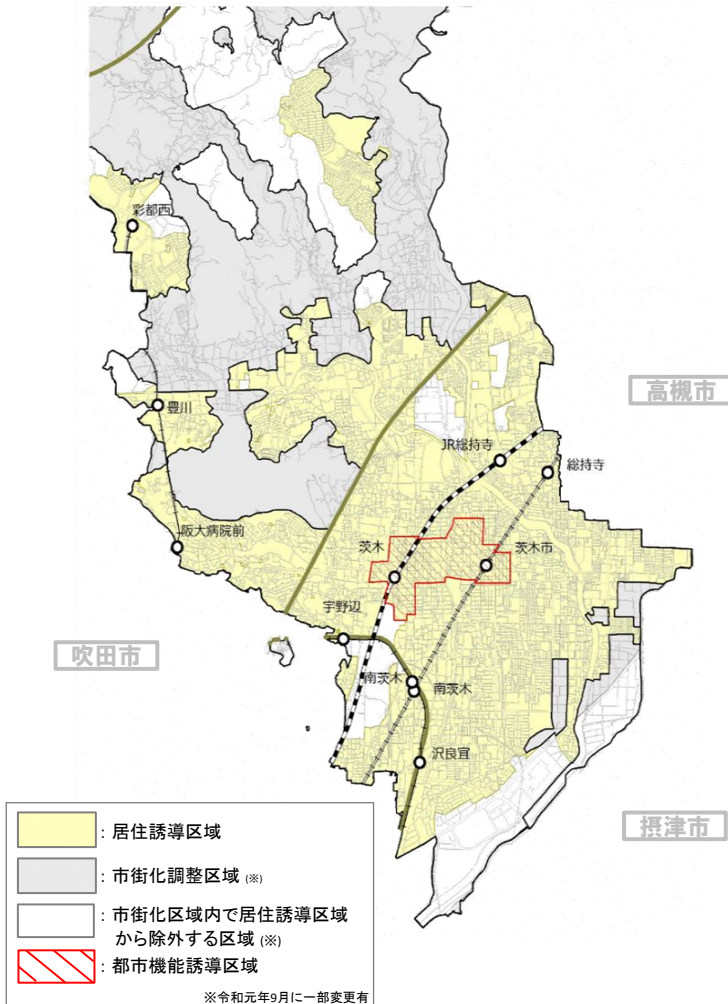 彩都西
高槻市
豊川
JR総持寺
総持寺
阪大病院前
茨木
茨木市
宇野辺
吹田市
南茨木
南茨木
沢良宜
摂津市
: 居住誘導区域
: 市街化調整区域 (※)
: 市街化区域内で居住誘導区域
から除外する区域 (※)
: 都市機能誘導区域
※令和元年9月に一部変更有